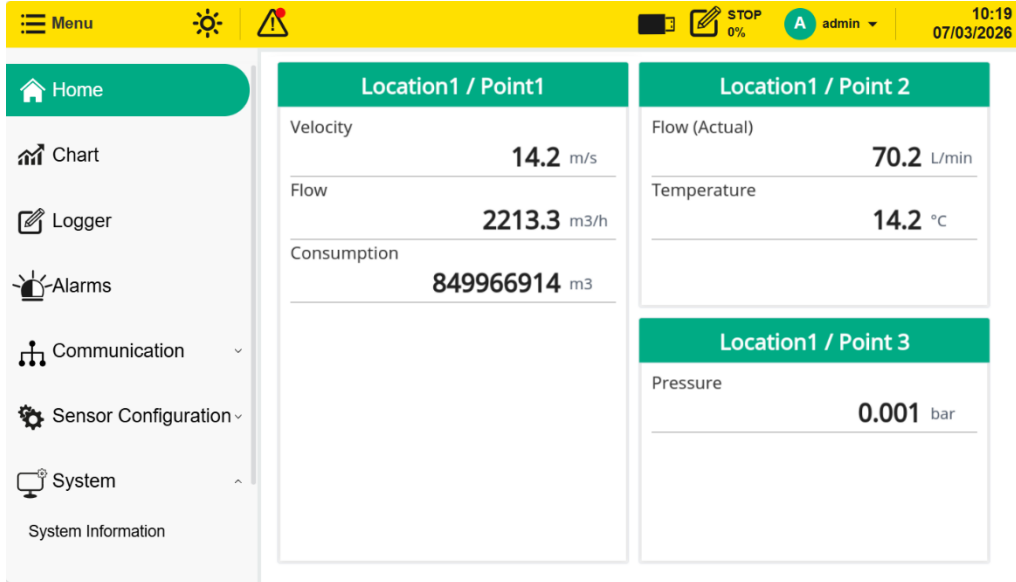 Menu
STOP
0%
A
admin
10:19
07/03/2026
Home
Chart
Logger
Alarms
Communication
Sensor Configuration
System
System Information
Location1 / Point1
Velocity
14.2 m/s
Flow
2213.3 m3/h
Consumption
849966914 m3
Location1 / Point 2
Flow (Actual)
70.2 L/min
Temperature
14.2 °C
Location1 / Point 3
Pressure
0.001 bar